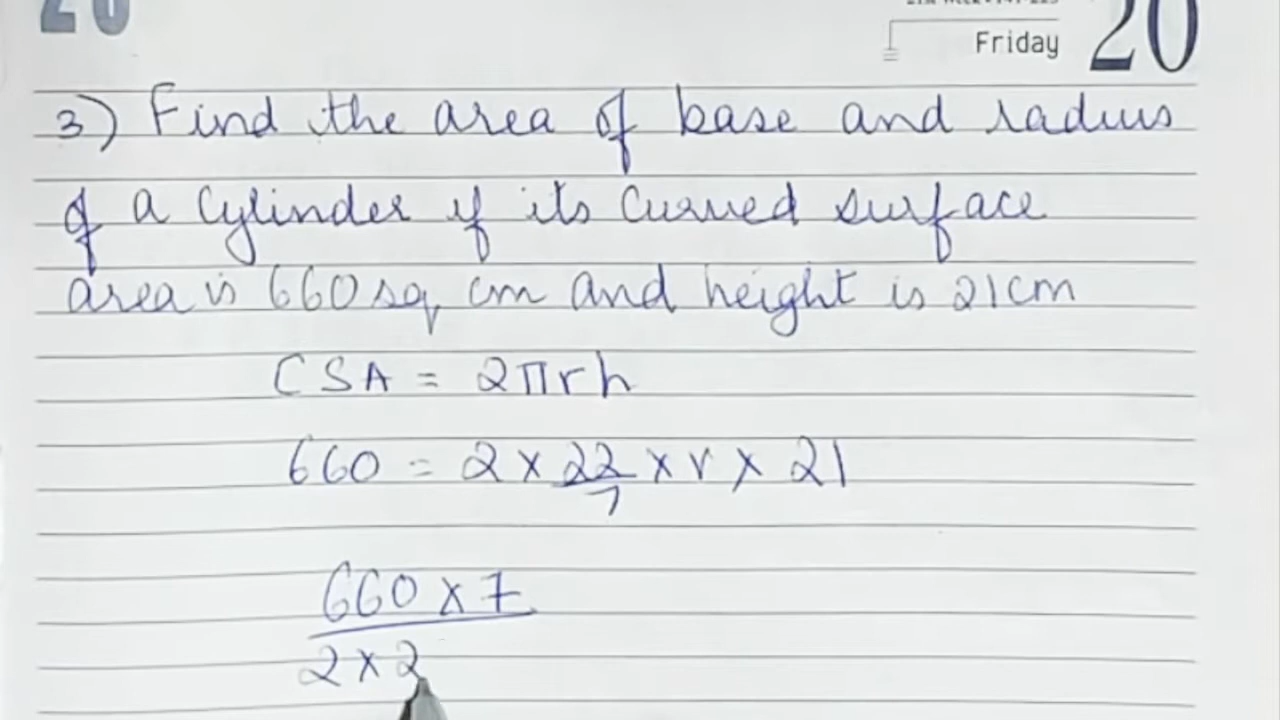 20
Friday
3) Find the area of base and radius
of a Cylinder if its Curved surface
area is 660 sq cm and height is 21cm
CSA = 2πrh
660 = 2 × 22/7 × r × 21
660 × 7
2 × 2